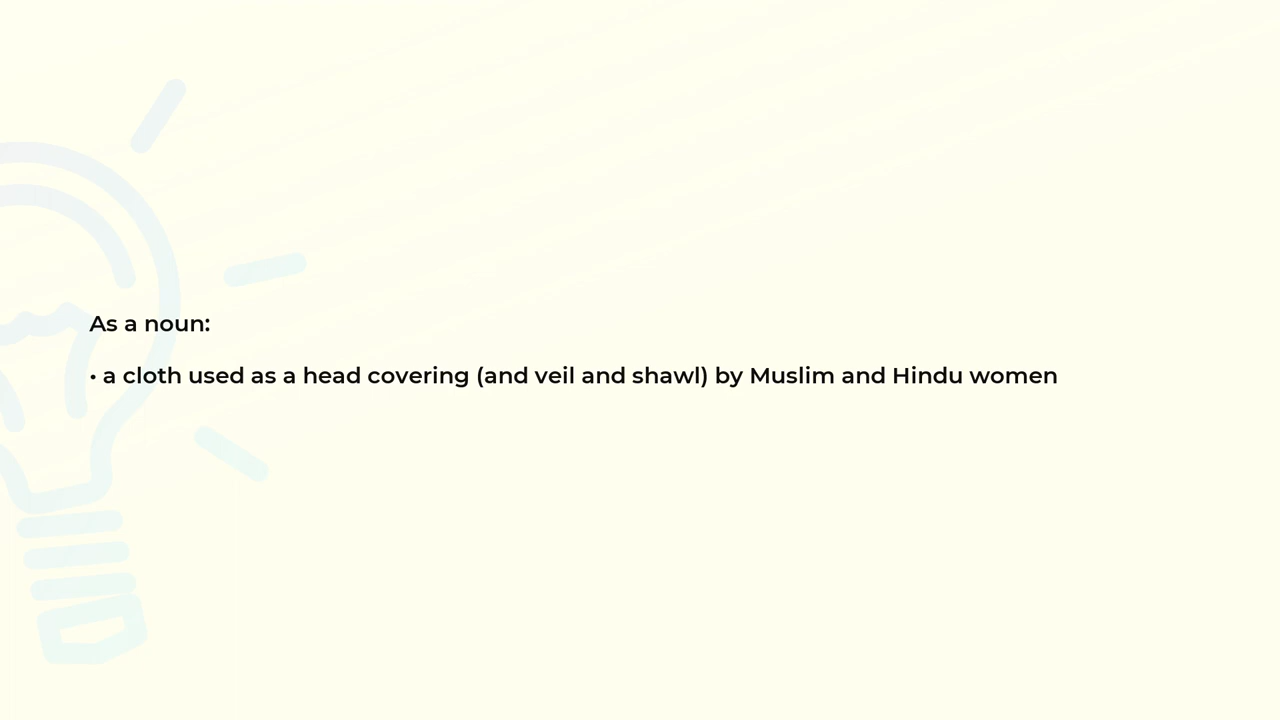 As a noun:
• a cloth used as a head covering (and veil and shawl) by Muslim and Hindu women